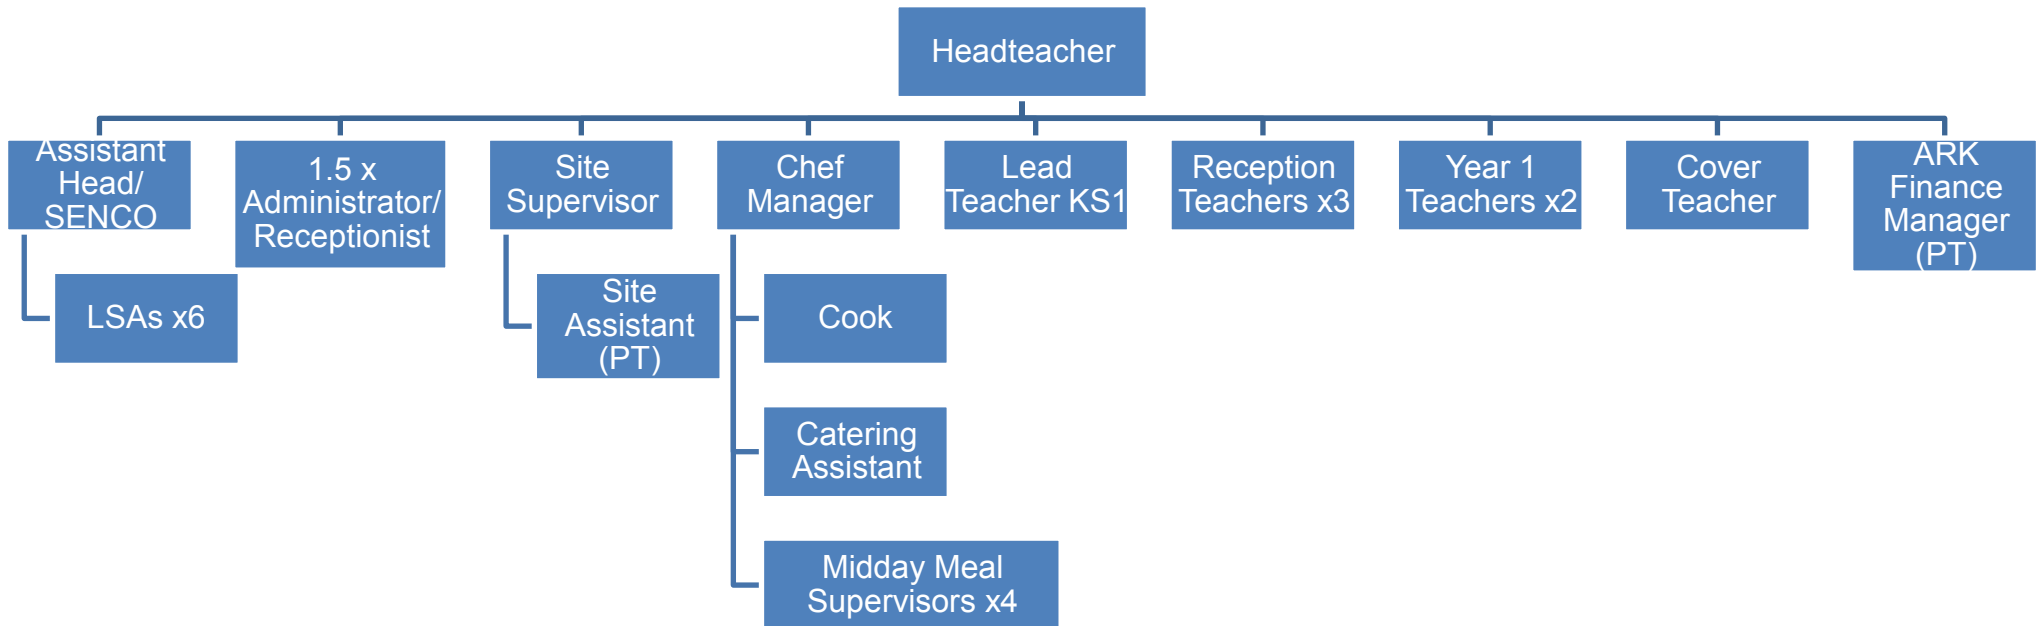 Headteacher
Assistant
Head/
SENCO
1.5 x
Administrator/
Receptionist
Site
Supervisor
Chef
Manager
Lead
Teacher KS1
Reception
Teachers x3
Year 1
Teachers x2
Cover
Teacher
ARK
Finance
Manager
(PT)
LSAs x6
Site
Assistant
(PT)
Cook
Catering
Assistant
Midday Meal
Supervisors x4